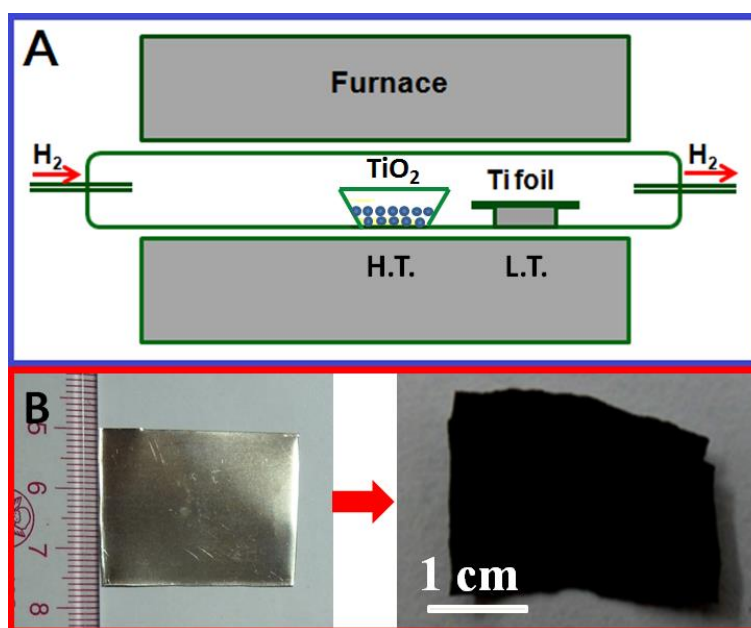 A
Furnace
H₂
TiO₂
Ti foil
H₂
H.T.
L.T.
B
5
6
7
8
1 cm